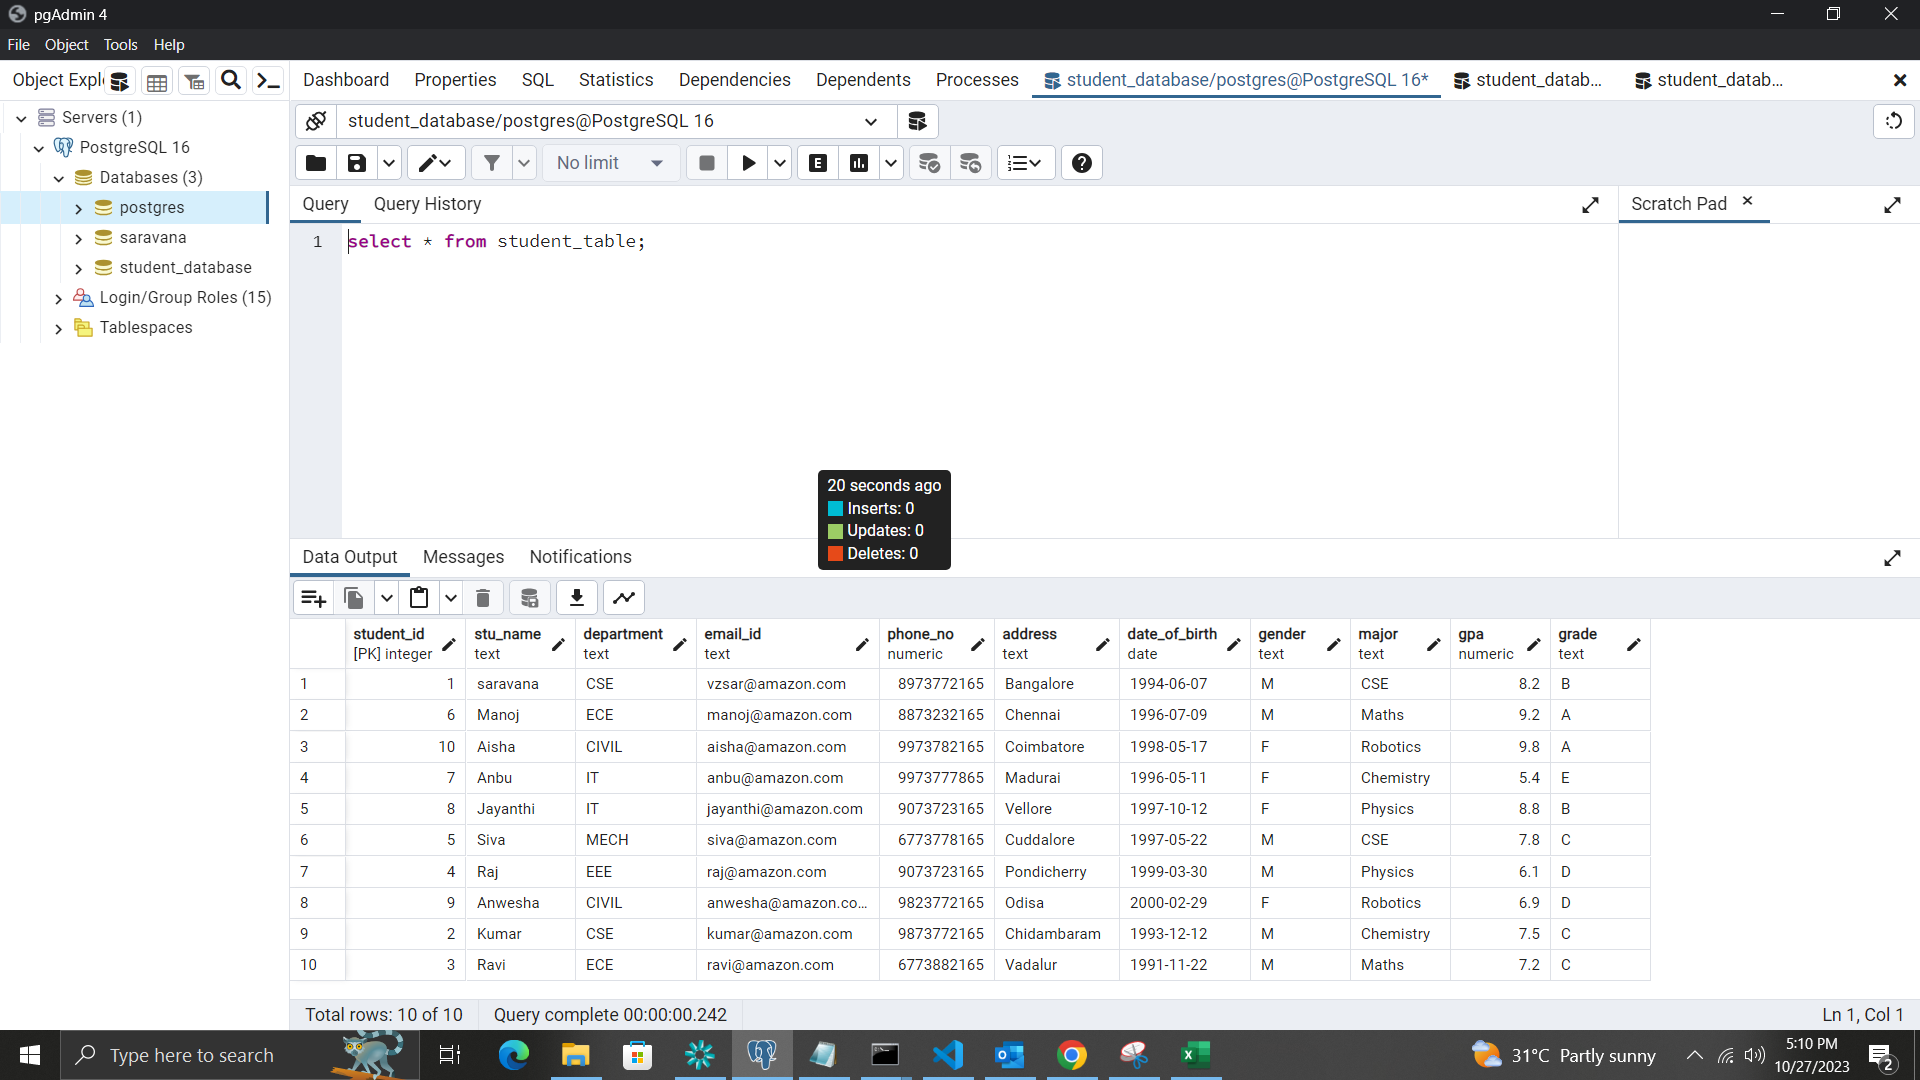 pgAdmin 4
File Object Tools Help
Object Expl
Dashboard Properties SQL Statistics Dependencies Dependents Processes student_database/postgres@PostgreSQL 16* student_datab... student_datab...
Servers (1)
PostgreSQL 16
Databases (3)
postgres
saravana
student_database
Login/Group Roles (15)
Tablespaces
student_database/postgres@PostgreSQL 16
No limit
Query Query History
Scratch Pad
1 select * from student_table;
20 seconds ago
Inserts: 0
Updates: 0
Deletes: 0
Data Output Messages Notifications
student_id stu_name department email_id phone_no address date_of_birth gender major gpa grade
[PK] integer text text text numeric text date text text numeric text
1 1 saravana CSE vzsar@amazon.com 8973772165 Bangalore 1994-06-07 M CSE 8.2 B
2 6 Manoj ECE manoj@amazon.com 8873232165 Chennai 1996-07-09 M Maths 9.2 A
3 10 Aisha CIVIL aisha@amazon.com 9973782165 Coimbatore 1998-05-17 F Robotics 9.8 A
4 7 Anbu IT anbu@amazon.com 9973777865 Madurai 1996-05-11 F Chemistry 5.4 E
5 8 Jayanthi IT jayanthi@amazon.com 9073723165 Vellore 1997-10-12 F Physics 8.8 B
6 5 Siva MECH siva@amazon.com 6773778165 Cuddalore 1997-05-22 M CSE 7.8 C
7 4 Raj EEE raj@amazon.com 9073723165 Pondicherry 1999-03-30 M Physics 6.1 D
8 9 Anwesha CIVIL anwesha@amazon.co... 9823772165 Odisa 2000-02-29 F Robotics 6.9 D
9 2 Kumar CSE kumar@amazon.com 9873772165 Chidambaram 1993-12-12 M Chemistry 7.5 C
10 3 Ravi ECE ravi@amazon.com 6773882165 Vadalur 1991-11-22 M Maths 7.2 C
Total rows: 10 of 10 Query complete 00:00:00.242 Ln 1, Col 1
Type here to search
31°C Partly sunny
5:10 PM
10/27/2023
2